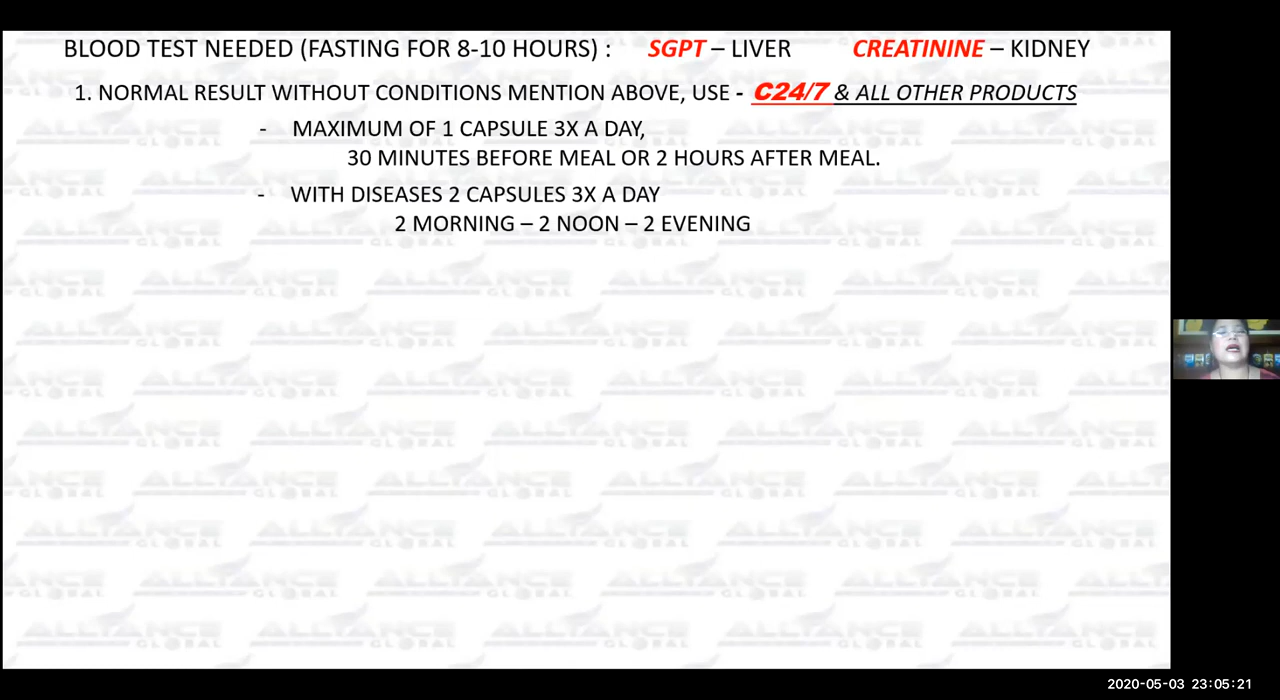 BLOOD TEST NEEDED (FASTING FOR 8-10 HOURS) : SGPT – LIVER CREATININE – KIDNEY
1. NORMAL RESULT WITHOUT CONDITIONS MENTION ABOVE, USE - C24/7 & ALL OTHER PRODUCTS
- MAXIMUM OF 1 CAPSULE 3X A DAY,
30 MINUTES BEFORE MEAL OR 2 HOURS AFTER MEAL.
- WITH DISEASES 2 CAPSULES 3X A DAY
2 MORNING – 2 NOON – 2 EVENING
2020-05-03 23:05:21